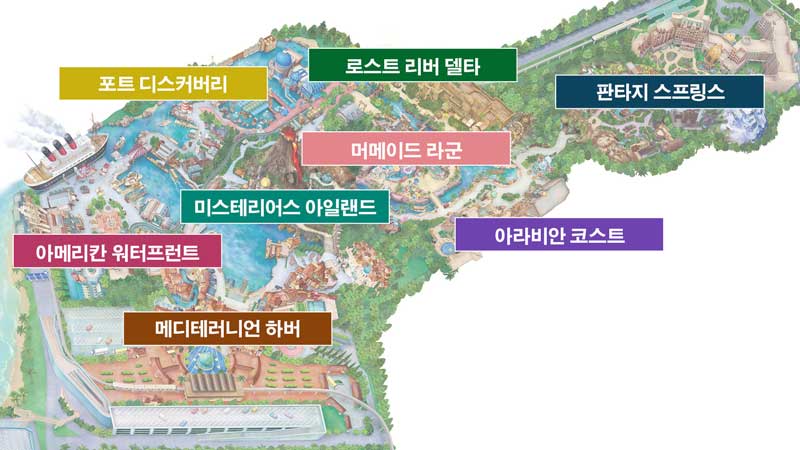 로스트 리버 델타
포트 디스커버리
판타지 스프링스
머메이드 라군
미스테리어스 아일랜드
아라비안 코스트
아메리칸 워터프런트
메디테러니언 하버